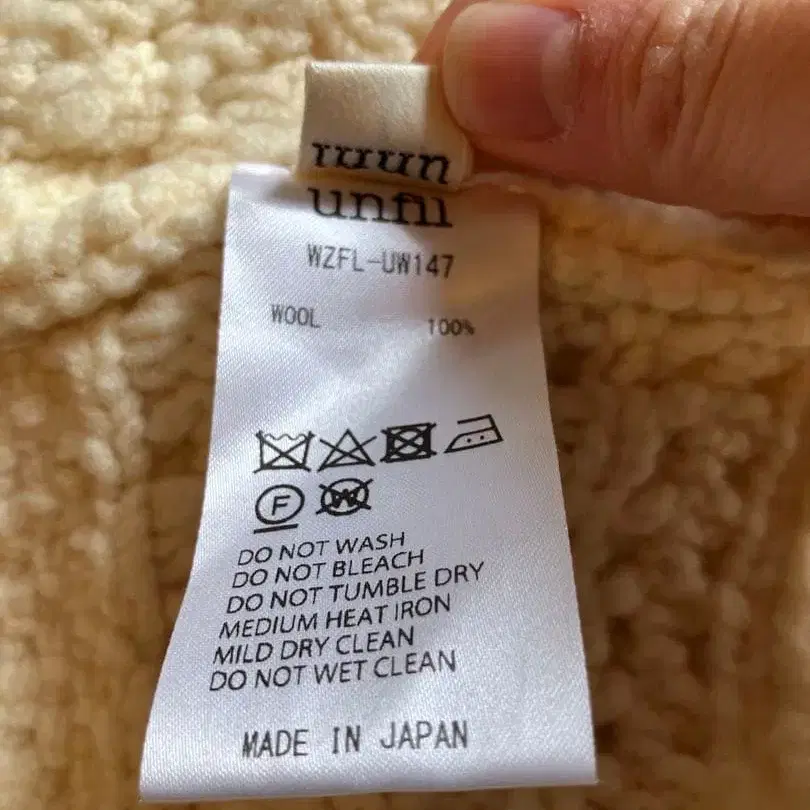 unfil
WZFL-UW147
WOOL 100%
F
W
DO NOT WASH
DO NOT BLEACH
DO NOT TUMBLE DRY
MEDIUM HEAT IRON
MILD DRY CLEAN
DO NOT WET CLEAN
MADE IN JAPAN